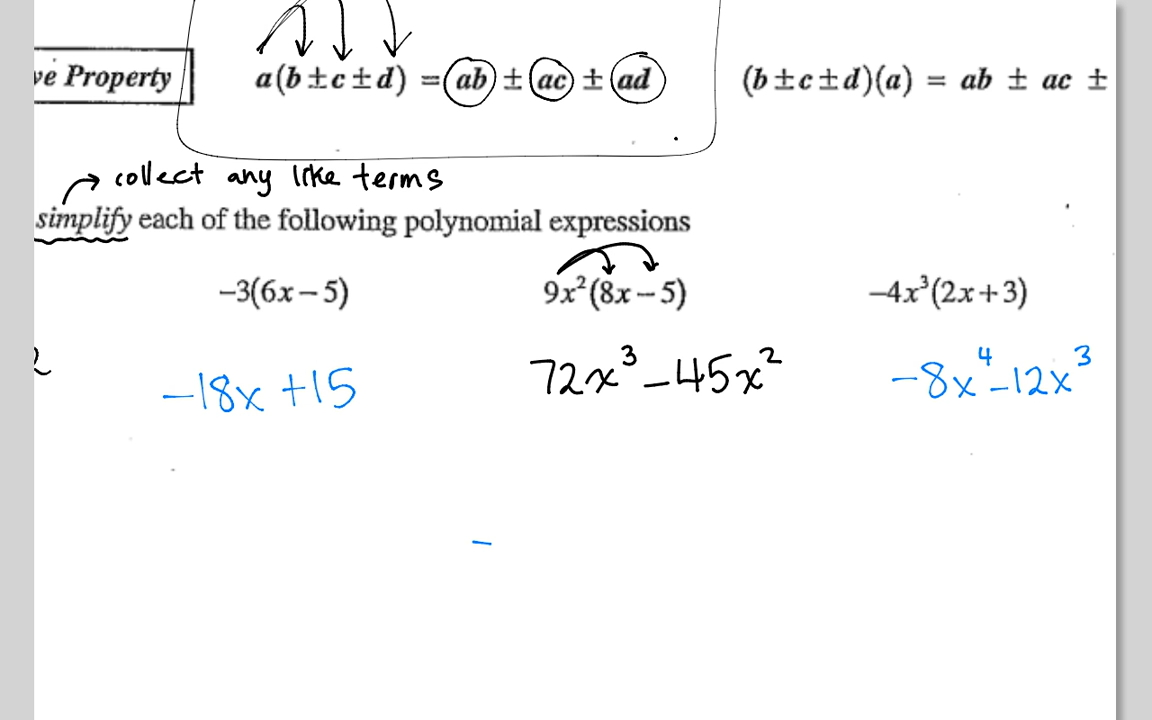 ve Property a(b ± c ± d) = ab ± ac ± ad (b ± c ± d)(a) = ab ± ac ±
collect any like terms
simplify each of the following polynomial expressions
−3(6x − 5) 9x²(8x − 5) −4x³(2x + 3)
2 −18x +15 72x³ − 45x² −8x⁴ − 12x³
−